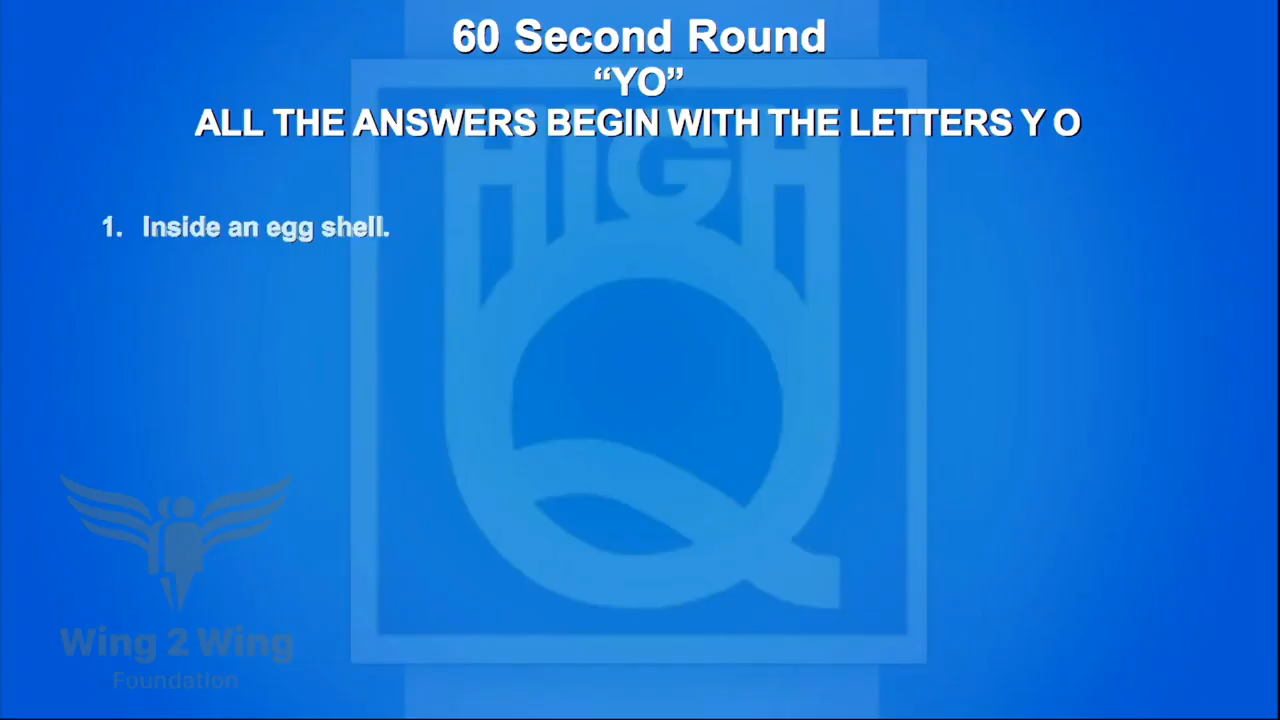 60 Second Round
“YO”
ALL THE ANSWERS BEGIN WITH THE LETTERS Y O
HIGH
Q
1. Inside an egg shell.
Wing 2 Wing
Foundation